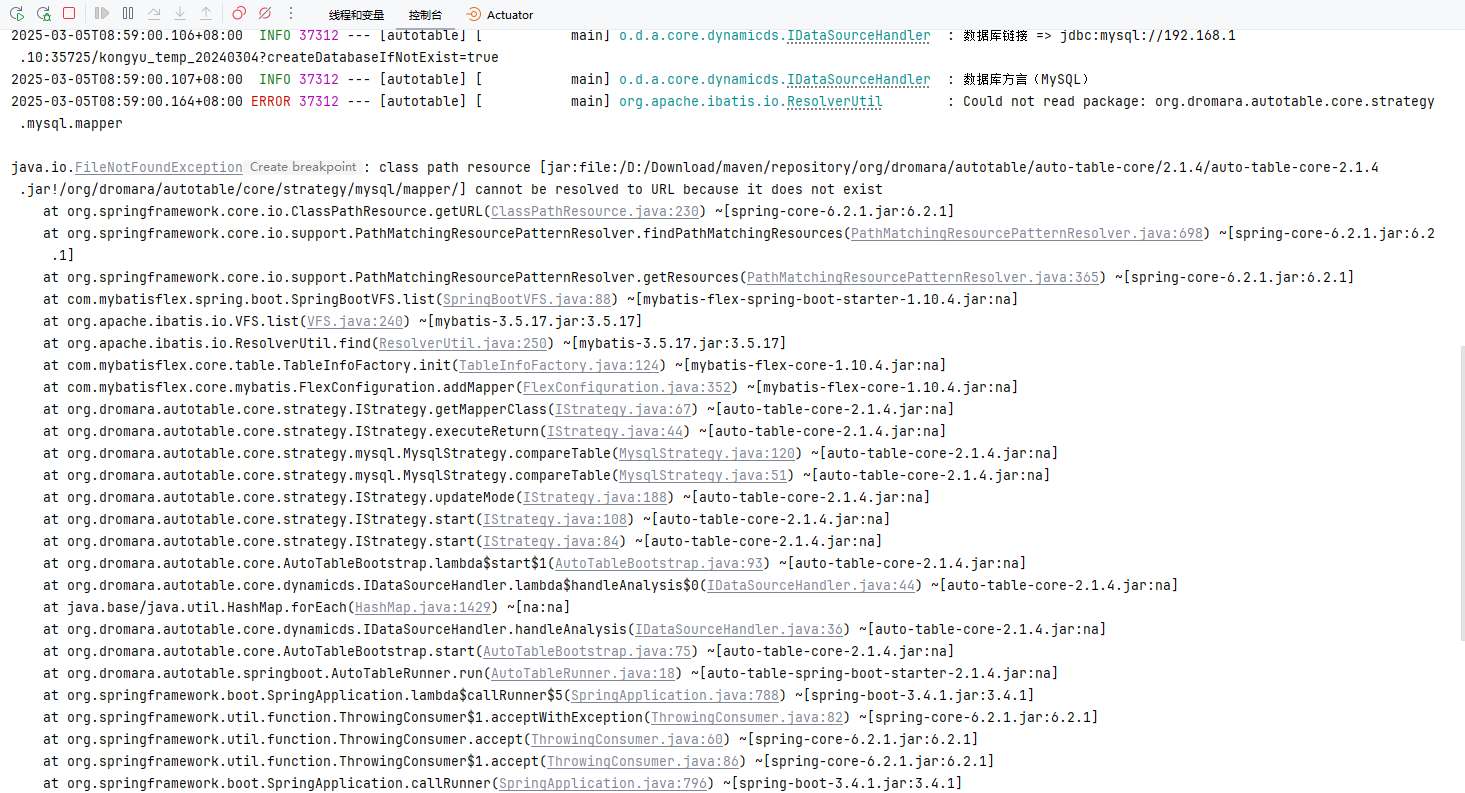 线程和变量 控制台 Actuator
2025-03-05T08:59:00.106+08:00  INFO 37312 --- [autotable] [           main] o.d.a.core.dynamicds.IDataSourceHandler  : 数据库链接 => jdbc:mysql://192.168.1
.10:35725/kongyu_temp_20240304?createDatabaseIfNotExist=true
2025-03-05T08:59:00.107+08:00  INFO 37312 --- [autotable] [           main] o.d.a.core.dynamicds.IDataSourceHandler  : 数据库方言（MySQL）
2025-03-05T08:59:00.164+08:00 ERROR 37312 --- [autotable] [           main] org.apache.ibatis.io.ResolverUtil        : Could not read package: org.dromara.autotable.core.strategy
.mysql.mapper
java.io.FileNotFoundException Create breakpoint : class path resource [jar:file:/D:/Download/maven/repository/org/dromara/autotable/auto-table-core/2.1.4/auto-table-core-2.1.4
.jar!/org/dromara/autotable/core/strategy/mysql/mapper/] cannot be resolved to URL because it does not exist
at org.springframework.core.io.ClassPathResource.getURL(ClassPathResource.java:230) ~[spring-core-6.2.1.jar:6.2.1]
at org.springframework.core.io.support.PathMatchingResourcePatternResolver.findPathMatchingResources(PathMatchingResourcePatternResolver.java:698) ~[spring-core-6.2.1.jar:6.2
.1]
at org.springframework.core.io.support.PathMatchingResourcePatternResolver.getResources(PathMatchingResourcePatternResolver.java:365) ~[spring-core-6.2.1.jar:6.2.1]
at com.mybatisflex.spring.boot.SpringBootVFS.list(SpringBootVFS.java:88) ~[mybatis-flex-spring-boot-starter-1.10.4.jar:na]
at org.apache.ibatis.io.VFS.list(VFS.java:240) ~[mybatis-3.5.17.jar:3.5.17]
at org.apache.ibatis.io.ResolverUtil.find(ResolverUtil.java:250) ~[mybatis-3.5.17.jar:3.5.17]
at com.mybatisflex.core.table.TableInfoFactory.init(TableInfoFactory.java:124) ~[mybatis-flex-core-1.10.4.jar:na]
at com.mybatisflex.core.mybatis.FlexConfiguration.addMapper(FlexConfiguration.java:352) ~[mybatis-flex-core-1.10.4.jar:na]
at org.dromara.autotable.core.strategy.IStrategy.getMapperClass(IStrategy.java:67) ~[auto-table-core-2.1.4.jar:na]
at org.dromara.autotable.core.strategy.IStrategy.executeReturn(IStrategy.java:44) ~[auto-table-core-2.1.4.jar:na]
at org.dromara.autotable.core.strategy.mysql.MysqlStrategy.compareTable(MysqlStrategy.java:120) ~[auto-table-core-2.1.4.jar:na]
at org.dromara.autotable.core.strategy.mysql.MysqlStrategy.compareTable(MysqlStrategy.java:51) ~[auto-table-core-2.1.4.jar:na]
at org.dromara.autotable.core.strategy.IStrategy.updateMode(IStrategy.java:188) ~[auto-table-core-2.1.4.jar:na]
at org.dromara.autotable.core.strategy.IStrategy.start(IStrategy.java:108) ~[auto-table-core-2.1.4.jar:na]
at org.dromara.autotable.core.strategy.IStrategy.start(IStrategy.java:84) ~[auto-table-core-2.1.4.jar:na]
at org.dromara.autotable.core.AutoTableBootstrap.lambda$start$1(AutoTableBootstrap.java:93) ~[auto-table-core-2.1.4.jar:na]
at org.dromara.autotable.core.dynamicds.IDataSourceHandler.lambda$handleAnalysis$0(IDataSourceHandler.java:44) ~[auto-table-core-2.1.4.jar:na]
at java.base/java.util.HashMap.forEach(HashMap.java:1429) ~[na:na]
at org.dromara.autotable.core.dynamicds.IDataSourceHandler.handleAnalysis(IDataSourceHandler.java:36) ~[auto-table-core-2.1.4.jar:na]
at org.dromara.autotable.core.AutoTableBootstrap.start(AutoTableBootstrap.java:75) ~[auto-table-core-2.1.4.jar:na]
at org.dromara.autotable.springboot.AutoTableRunner.run(AutoTableRunner.java:18) ~[auto-table-spring-boot-starter-2.1.4.jar:na]
at org.springframework.boot.SpringApplication.lambda$callRunner$5(SpringApplication.java:788) ~[spring-boot-3.4.1.jar:3.4.1]
at org.springframework.util.function.ThrowingConsumer$1.acceptWithException(ThrowingConsumer.java:82) ~[spring-core-6.2.1.jar:6.2.1]
at org.springframework.util.function.ThrowingConsumer.accept(ThrowingConsumer.java:60) ~[spring-core-6.2.1.jar:6.2.1]
at org.springframework.util.function.ThrowingConsumer$1.accept(ThrowingConsumer.java:86) ~[spring-core-6.2.1.jar:6.2.1]
at org.springframework.boot.SpringApplication.callRunner(SpringApplication.java:796) ~[spring-boot-3.4.1.jar:3.4.1]